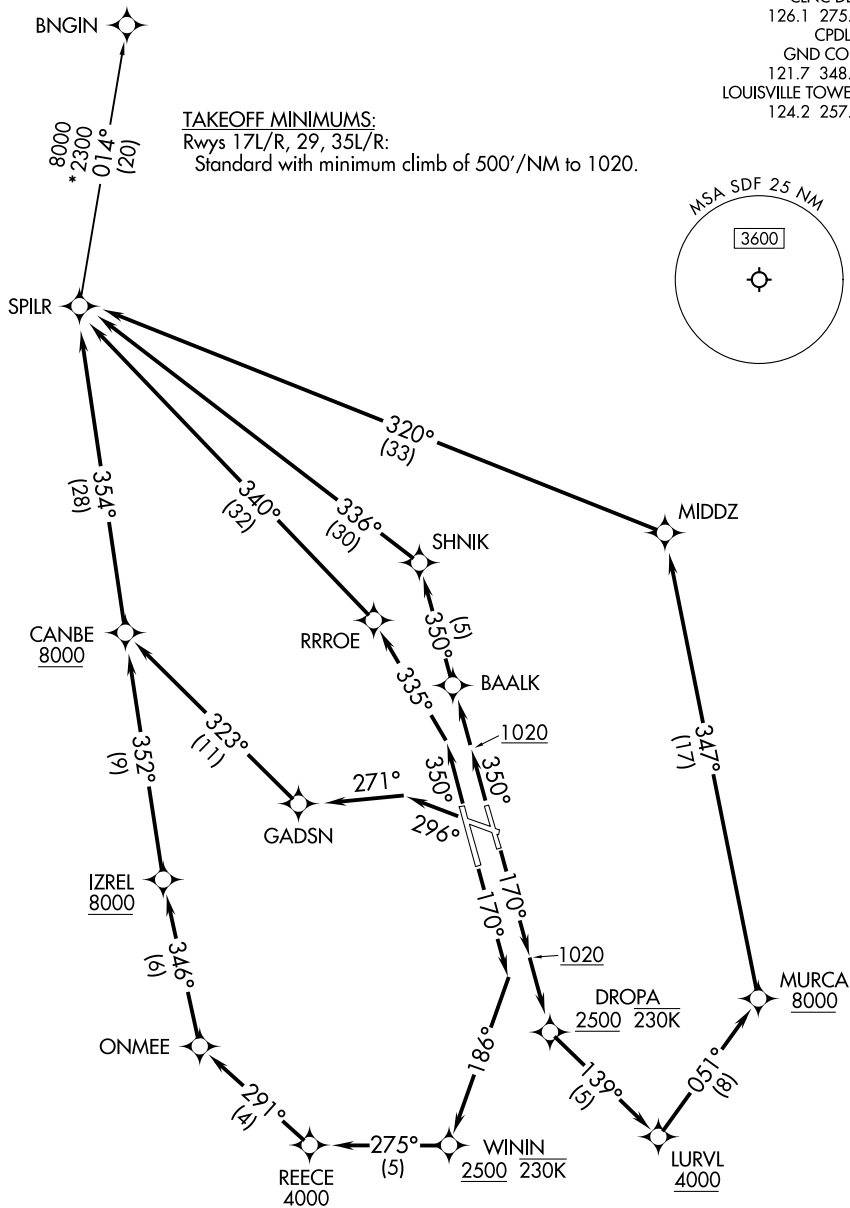 CLNC DE
126.1 275.
CPDL
GND CO
121.7 348.
LOUISVILLE TOWE
124.2 257.
BNGIN
8000
*2300
014°
(20)
TAKEOFF MINIMUMS:
Rwys 17L/R, 29, 35L/R:
Standard with minimum climb of 500'/NM to 1020.
MSA SDF 25 NM
3600
SPILR
320°
(33)
354°
(28)
340°
(32)
336°
(30)
MIDDZ
SHNIK
350°
(5)
RRROE
CANBE
8000
BAALK
335°
1020
323°
(11)
347°
(17)
352°
(9)
350°
350°
271°
296°
GADSN
IZREL
8000
170°
170°
346°
(6)
1020
MURCA
8000
DROPA
2500 230K
ONMEE
186°
139°
(5)
051°
(8)
291°
(4)
275°
(5)
WININ
2500 230K
REECE
4000
LURVL
4000